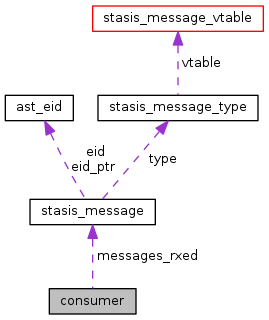 stasis_message_vtable
vtable
ast_eid
stasis_message_type
eid
eid_ptr
type
stasis_message
messages_rxed
consumer